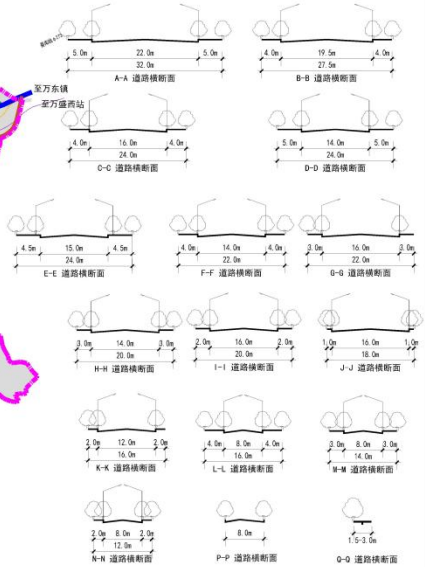 5.0m 22.0m 5.0m
32.0m
A-A 道路横断面
4.0m 19.5m 4.0m
27.5m
B-B 道路横断面
至万东镇
至万盛西站
4.0m 16.0m 4.0m
24.0m
C-C 道路横断面
5.0m 14.0m 5.0m
24.0m
D-D 道路横断面
4.5m 15.0m 4.5m
24.0m
E-E 道路横断面
4.0m 14.0m 4.0m
22.0m
F-F 道路横断面
3.0m 16.0m 3.0m
22.0m
G-G 道路横断面
3.0m 14.0m 3.0m
20.0m
H-H 道路横断面
2.0m 16.0m 2.0m
20.0m
I-I 道路横断面
1.0m 16.0m 1.0m
18.0m
J-J 道路横断面
2.0m 12.0m 2.0m
16.0m
K-K 道路横断面
4.0m 8.0m 4.0m
16.0m
L-L 道路横断面
3.0m 8.0m 3.0m
14.0m
M-M 道路横断面
2.0m 8.0m 2.0m
12.0m
N-N 道路横断面
8.0m
P-P 道路横断面
1.5-3.0m
Q-Q 道路横断面